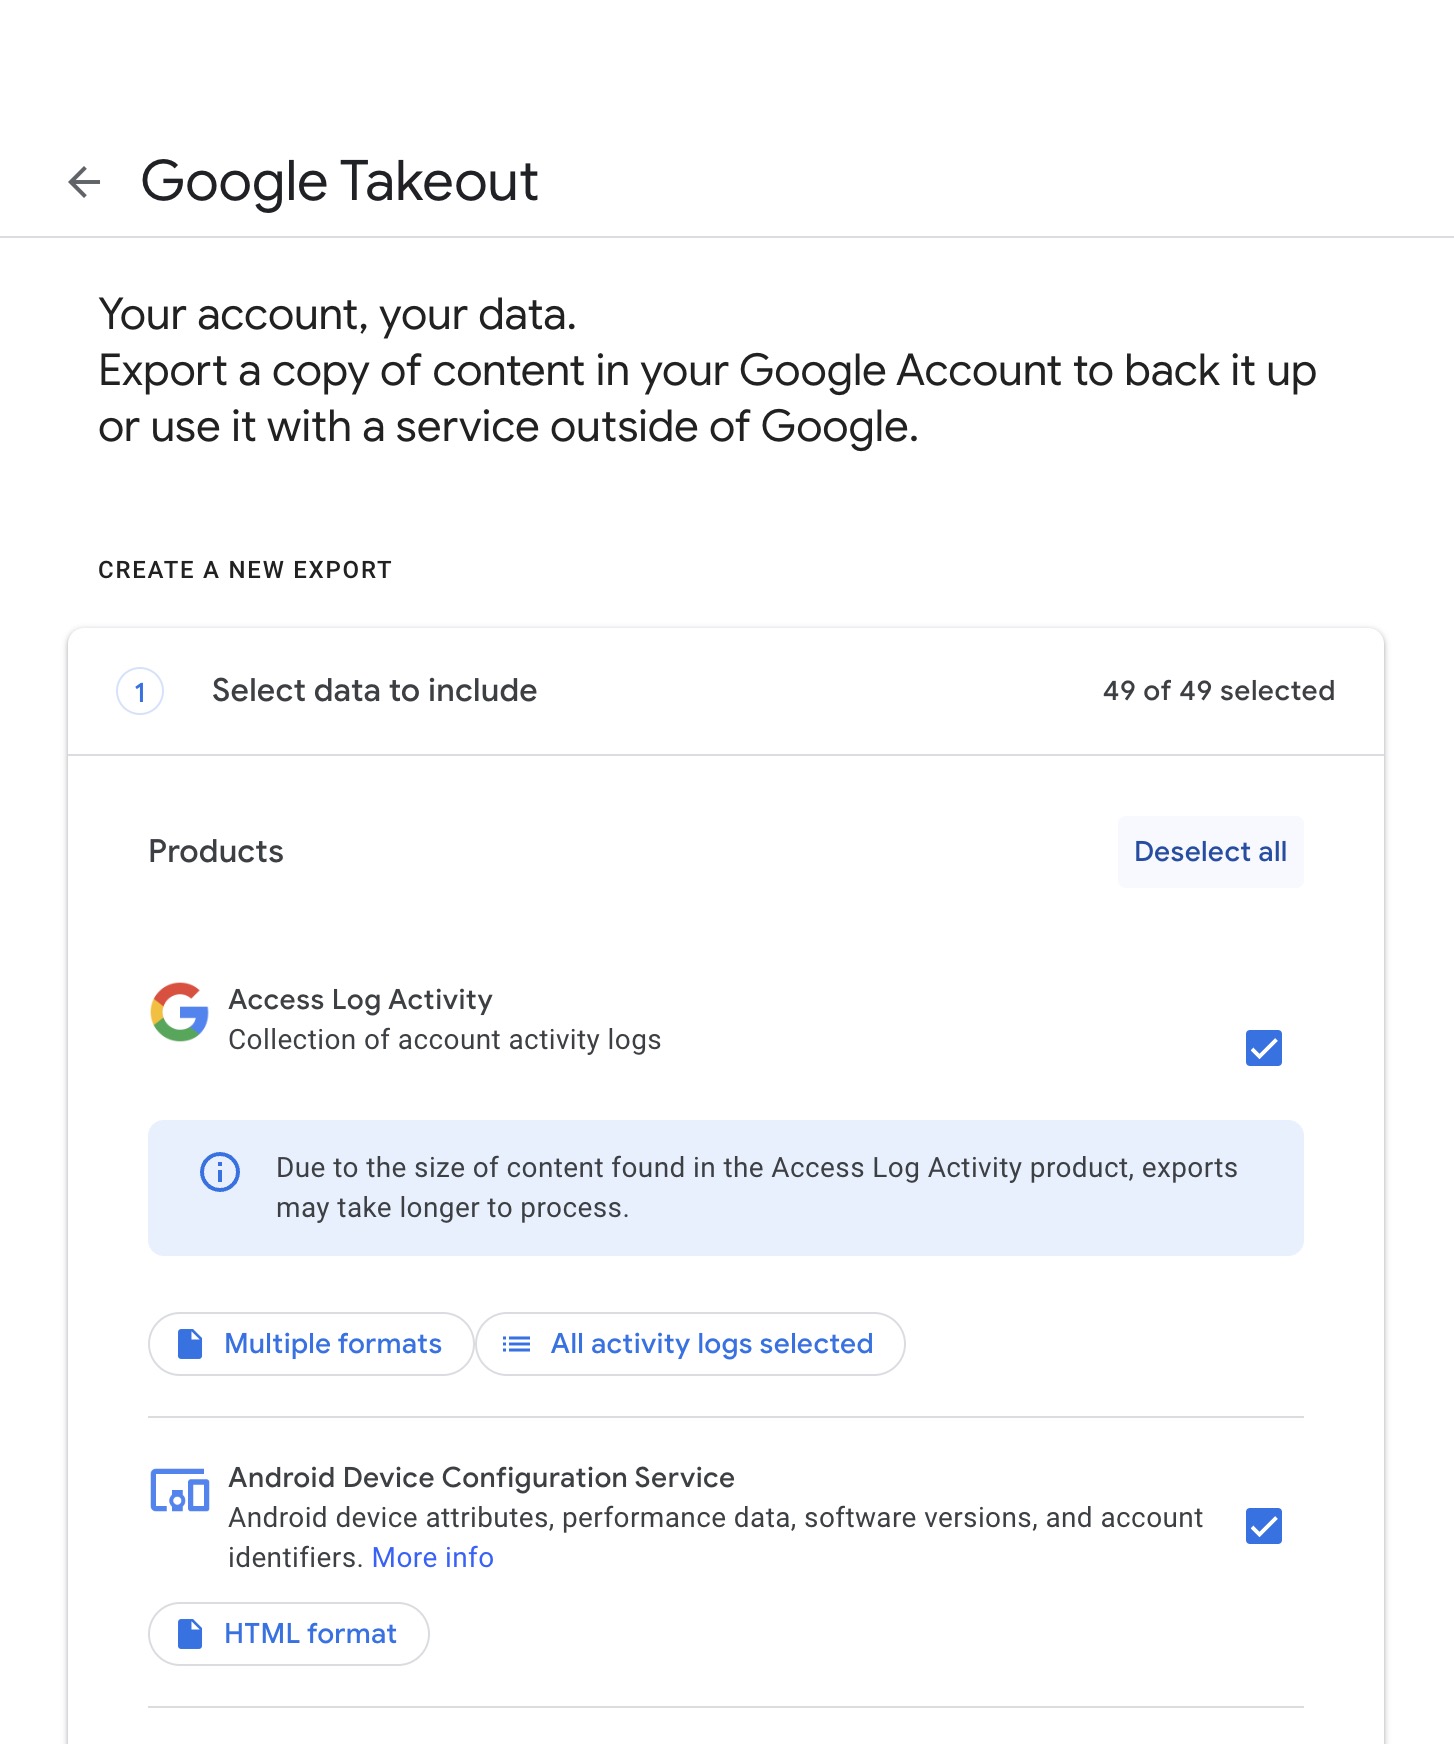 Google Takeout
Your account, your data.
Export a copy of content in your Google Account to back it up
or use it with a service outside of Google.
CREATE A NEW EXPORT
1 Select data to include 49 of 49 selected
Products Deselect all
Access Log Activity
Collection of account activity logs
Due to the size of content found in the Access Log Activity product, exports
may take longer to process.
Multiple formats All activity logs selected
Android Device Configuration Service
Android device attributes, performance data, software versions, and account
identifiers. More info
HTML format